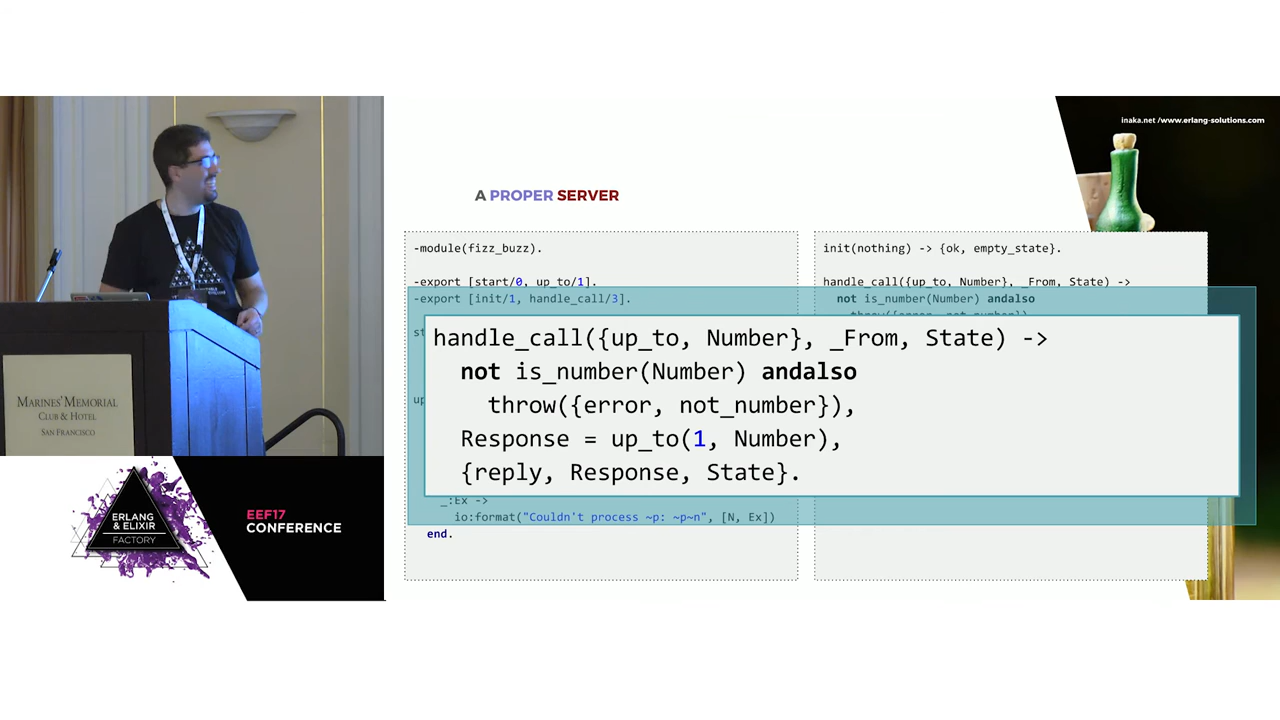 inaka.net /www.erlang-solutions.com
A PROPER SERVER
-module(fizz_buzz).
-export [start/0, up_to/1].
-export [init/1, handle_call/3].
st
up
_:Ex ->
io:format("Couldn't process ~p: ~p~n", [N, Ex])
end.
init(nothing) -> {ok, empty_state}.
handle_call({up_to, Number}, _From, State) ->
not is_number(Number) andalso
handle_call({up_to, Number}, _From, State) ->
not is_number(Number) andalso
throw({error, not_number}),
Response = up_to(1, Number),
{reply, Response, State}.
MARINES' MEMORIAL
CLUB & HOTEL
SAN FRANCISCO
ERLANG
& ELIXIR
FACTORY
EEF17
CONFERENCE